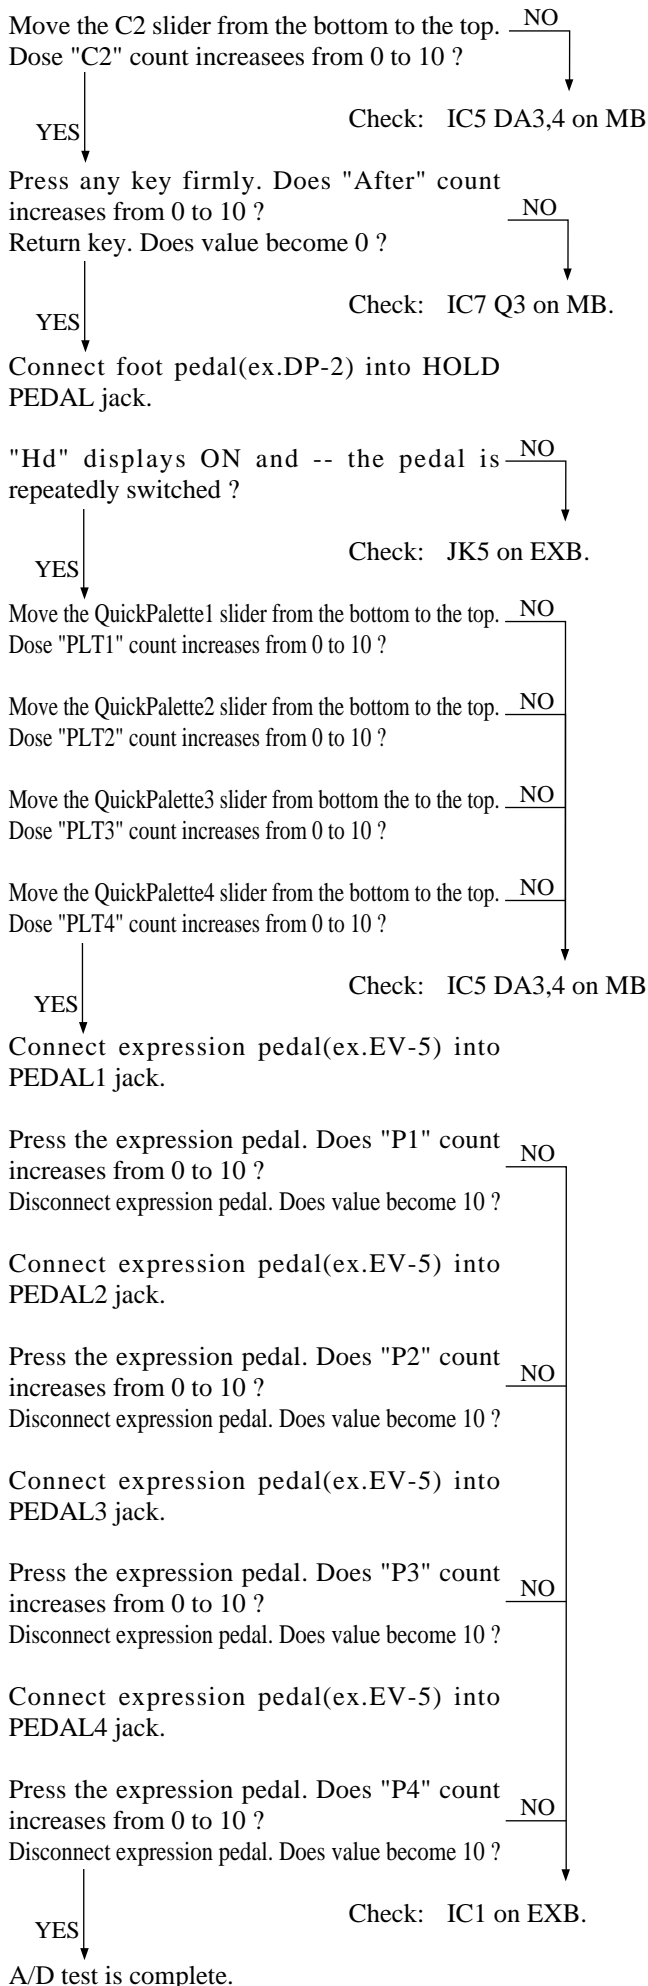 Move the C2 slider from the bottom to the top. NO
Dose "C2" count increasees from 0 to 10 ?
Check: IC5 DA3,4 on MB
YES
Press any key firmly. Does "After" count
increases from 0 to 10 ? NO
Return key. Does value become 0 ?
Check: IC7 Q3 on MB.
YES
Connect foot pedal(ex.DP-2) into HOLD
PEDAL jack.
"Hd" displays ON and -- the pedal is NO
repeatedly switched ?
Check: JK5 on EXB.
YES
Move the QuickPalette1 slider from the bottom to the top. NO
Dose "PLT1" count increases from 0 to 10 ?
Move the QuickPalette2 slider from the bottom to the top. NO
Dose "PLT2" count increases from 0 to 10 ?
Move the QuickPalette3 slider from bottom the to the top. NO
Dose "PLT3" count increases from 0 to 10 ?
Move the QuickPalette4 slider from the bottom to the top. NO
Dose "PLT4" count increases from 0 to 10 ?
Check: IC5 DA3,4 on MB
YES
Connect expression pedal(ex.EV-5) into
PEDAL1 jack.
Press the expression pedal. Does "P1" count NO
increases from 0 to 10 ?
Disconnect expression pedal. Does value become 10 ?
Connect expression pedal(ex.EV-5) into
PEDAL2 jack.
Press the expression pedal. Does "P2" count NO
increases from 0 to 10 ?
Disconnect expression pedal. Does value become 10 ?
Connect expression pedal(ex.EV-5) into
PEDAL3 jack.
Press the expression pedal. Does "P3" count NO
increases from 0 to 10 ?
Disconnect expression pedal. Does value become 10 ?
Connect expression pedal(ex.EV-5) into
PEDAL4 jack.
Press the expression pedal. Does "P4" count NO
increases from 0 to 10 ?
Disconnect expression pedal. Does value become 10 ?
Check: IC1 on EXB.
YES
A/D test is complete.